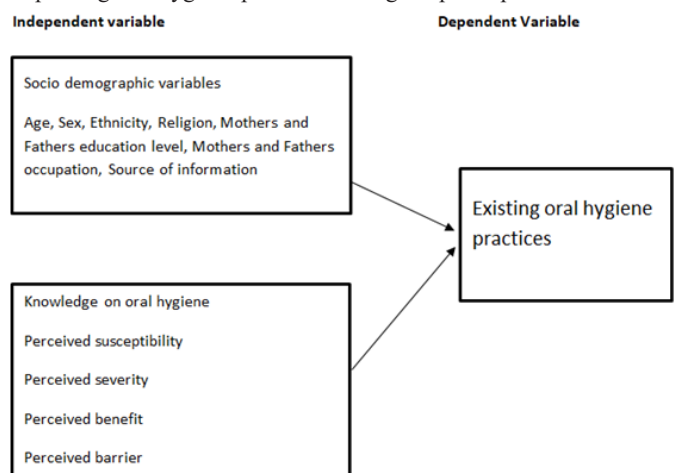 Independent variable
Dependent Variable
Socio demographic variables
Age, Sex, Ethnicity, Religion, Mothers and
Fathers education level, Mothers and Fathers
occupation, Source of information
Existing oral hygiene
practices
Knowledge on oral hygiene
Perceived susceptibility
Perceived severity
Perceived benefit
Perceived barrier